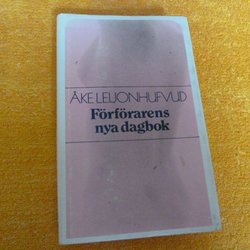 ÅKE LEIJONHUFVUD
Förförarens
nya dagbok